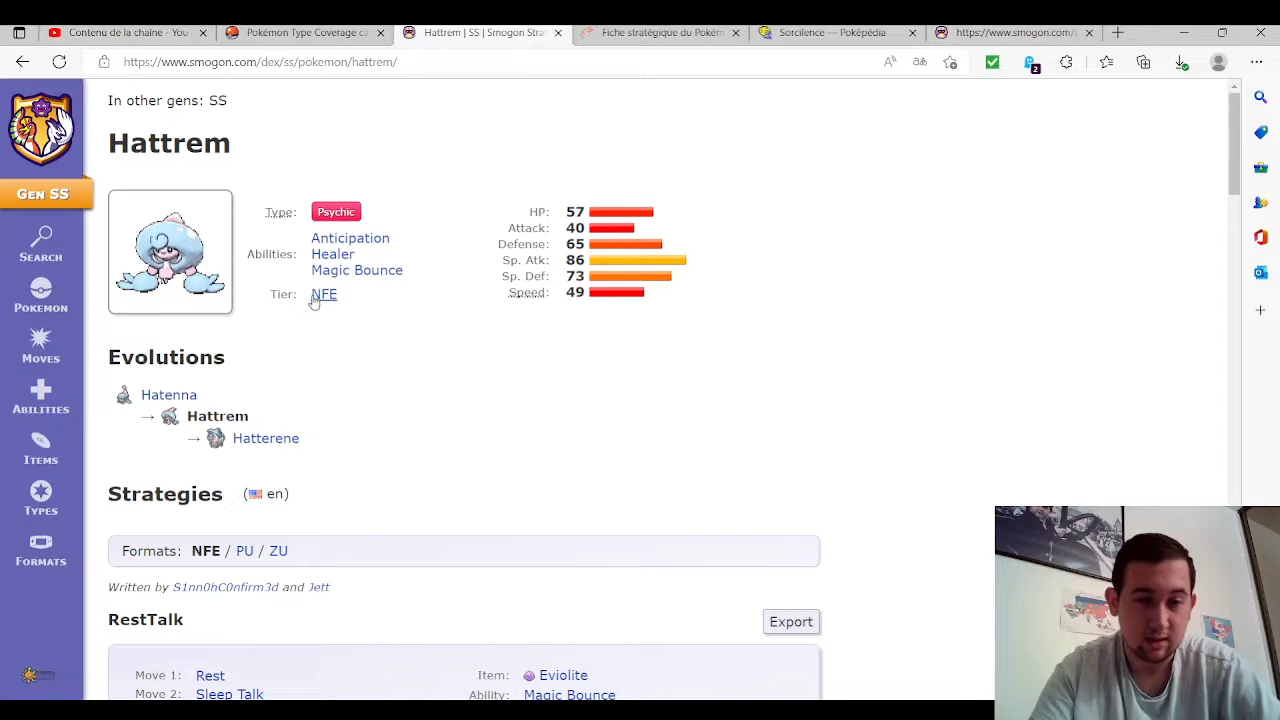 Contenu de la chaîne - You
Pokémon Type Coverage ca
Hattrem | SS | Smogon Stra
Fiche stratégique du Pokém
Sorcilence — Poképédia
https://www.smogon.com/
https://www.smogon.com/dex/ss/pokemon/hattrem/
2
In other gens: SS
Hattrem
GEN SS
SEARCH
POKEMON
MOVES
ABILITIES
ITEMS
TYPES
FORMATS
Type: Psychic
Abilities: Anticipation
Healer
Magic Bounce
Tier: NFE
HP: 57
Attack: 40
Defense: 65
Sp. Atk: 86
Sp. Def: 73
Speed: 49
Evolutions
Hatenna
→ Hattrem
→ Hatterene
Strategies (en)
Formats: NFE / PU / ZU
Written by S1nn0hC0nfirm3d and Jett
RestTalk
Export
Move 1: Rest
Item: Eviolite
Move 2: Sleep Talk
Ability: Magic Bounce